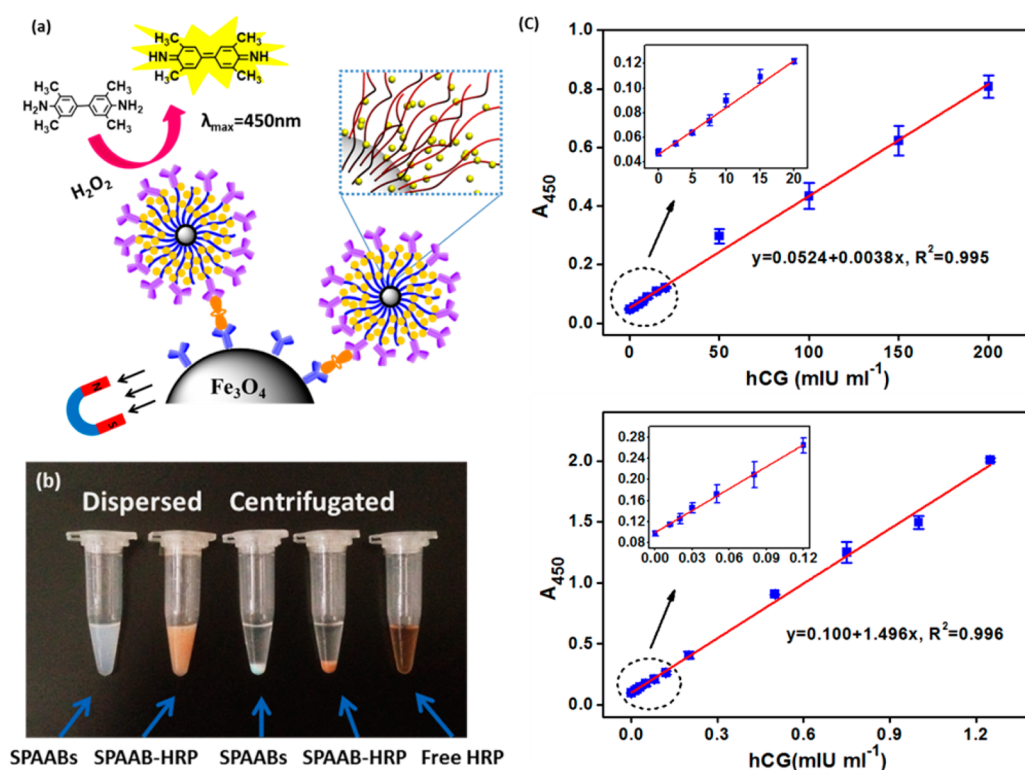 (a)
CH₃
CH₃
HN
NH
CH₃
CH₃
CH₃
CH₃
H₂N
NH₂
CH₃
CH₃
λmax=450nm
H₂O₂
Fe₃O₄
N
S
(b)
Dispersed Centrifugated
SPAABs SPAAB-HRP SPAABs SPAAB-HRP Free HRP
(C)
1.0
0.8
0.6
0.4
0.2
0.0
A₄₅₀
0.12
0.10
0.08
0.06
0.04
0 5 10 15 20
y=0.0524+0.0038x, R²=0.995
0 50 100 150 200
hCG (mIU ml⁻¹)
2.0
1.5
1.0
0.5
0.0
A₄₅₀
0.28
0.24
0.20
0.16
0.12
0.08
0.00 0.03 0.06 0.09 0.12
y=0.100+1.496x, R²=0.996
0.0 0.3 0.6 0.9 1.2
hCG(mIU ml⁻¹)